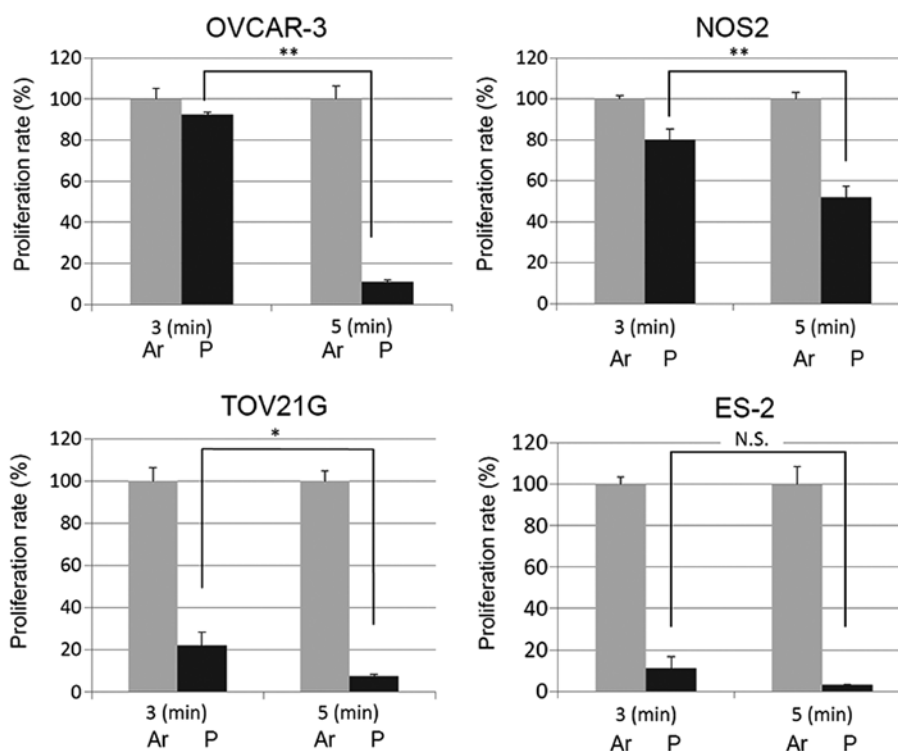 OVCAR-3
**
Proliferation rate (%)
120
100
80
60
40
20
0
3 (min)
5 (min)
Ar P
Ar P
NOS2
**
Proliferation rate (%)
120
100
80
60
40
20
0
3 (min)
5 (min)
Ar P
Ar P
TOV21G
*
Proliferation rate (%)
120
100
80
60
40
20
0
3 (min)
5 (min)
Ar P
Ar P
ES-2
N.S.
Proliferation rate (%)
120
100
80
60
40
20
0
3 (min)
5 (min)
Ar P
Ar P